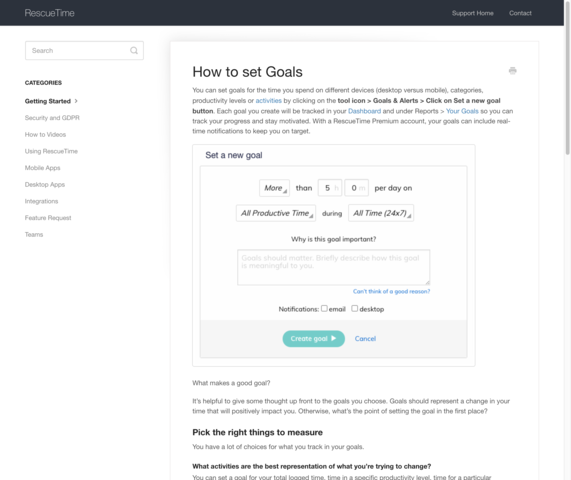 RescueTime
Support Home
Contact
Search
CATEGORIES
Getting Started
Security and GDPR
How to Videos
Using RescueTime
Mobile Apps
Desktop Apps
Integrations
Feature Request
Teams
How to set Goals
You can set goals for the time you spend on different devices (desktop versus mobile), categories,
productivity levels or activities by clicking on the tool icon > Goals & Alerts > Click on Set a new goal
button. Each goal you create will be tracked in your Dashboard and under Reports > Your Goals so you can
track your progress and stay motivated. With a RescueTime Premium account, your goals can include real-
time notifications to keep you on target.
Set a new goal
More than 5 h 0 m per day on
All Productive Time during All Time (24x7)
Why is this goal important?
Goals should matter. Briefly describe how this goal
is meaningful to you.
Can't think of a good reason?
Notifications: email desktop
Create goal Cancel
What makes a good goal?
It's helpful to give some thought up front to the goals you choose. Goals should represent a change in your
time that will positively impact you. Otherwise, what's the point of setting the goal in the first place?
Pick the right things to measure
You have a lot of choices for what you track in your goals.
What activities are the best representation of what you're trying to change?
You can set a goal for your total logged time, time in a specific productivity level, time for a particular